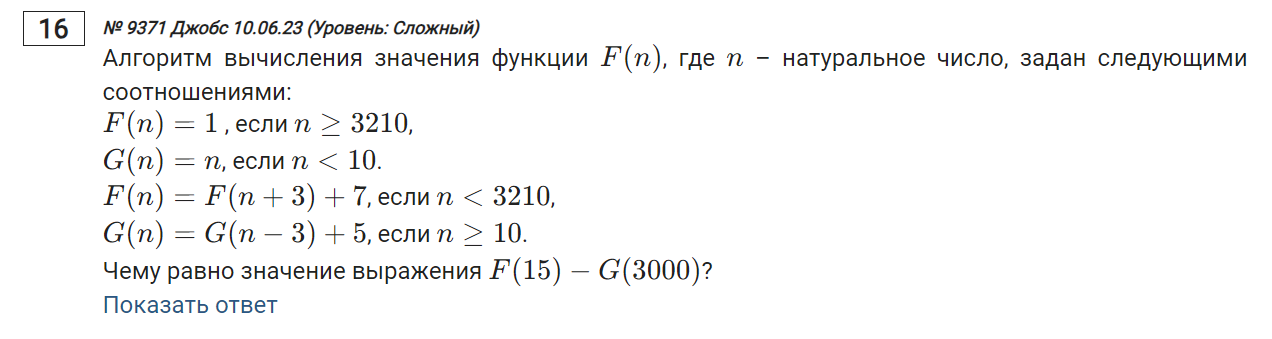 16
№ 9371 Джобс 10.06.23 (Уровень: Сложный)
Алгоритм вычисления значения функции F(n), где n – натуральное число, задан следующими
соотношениями:
F(n) = 1 , если n ≥ 3210,
G(n) = n, если n < 10.
F(n) = F(n + 3) + 7, если n < 3210,
G(n) = G(n − 3) + 5, если n ≥ 10.
Чему равно значение выражения F(15) − G(3000)?
Показать ответ